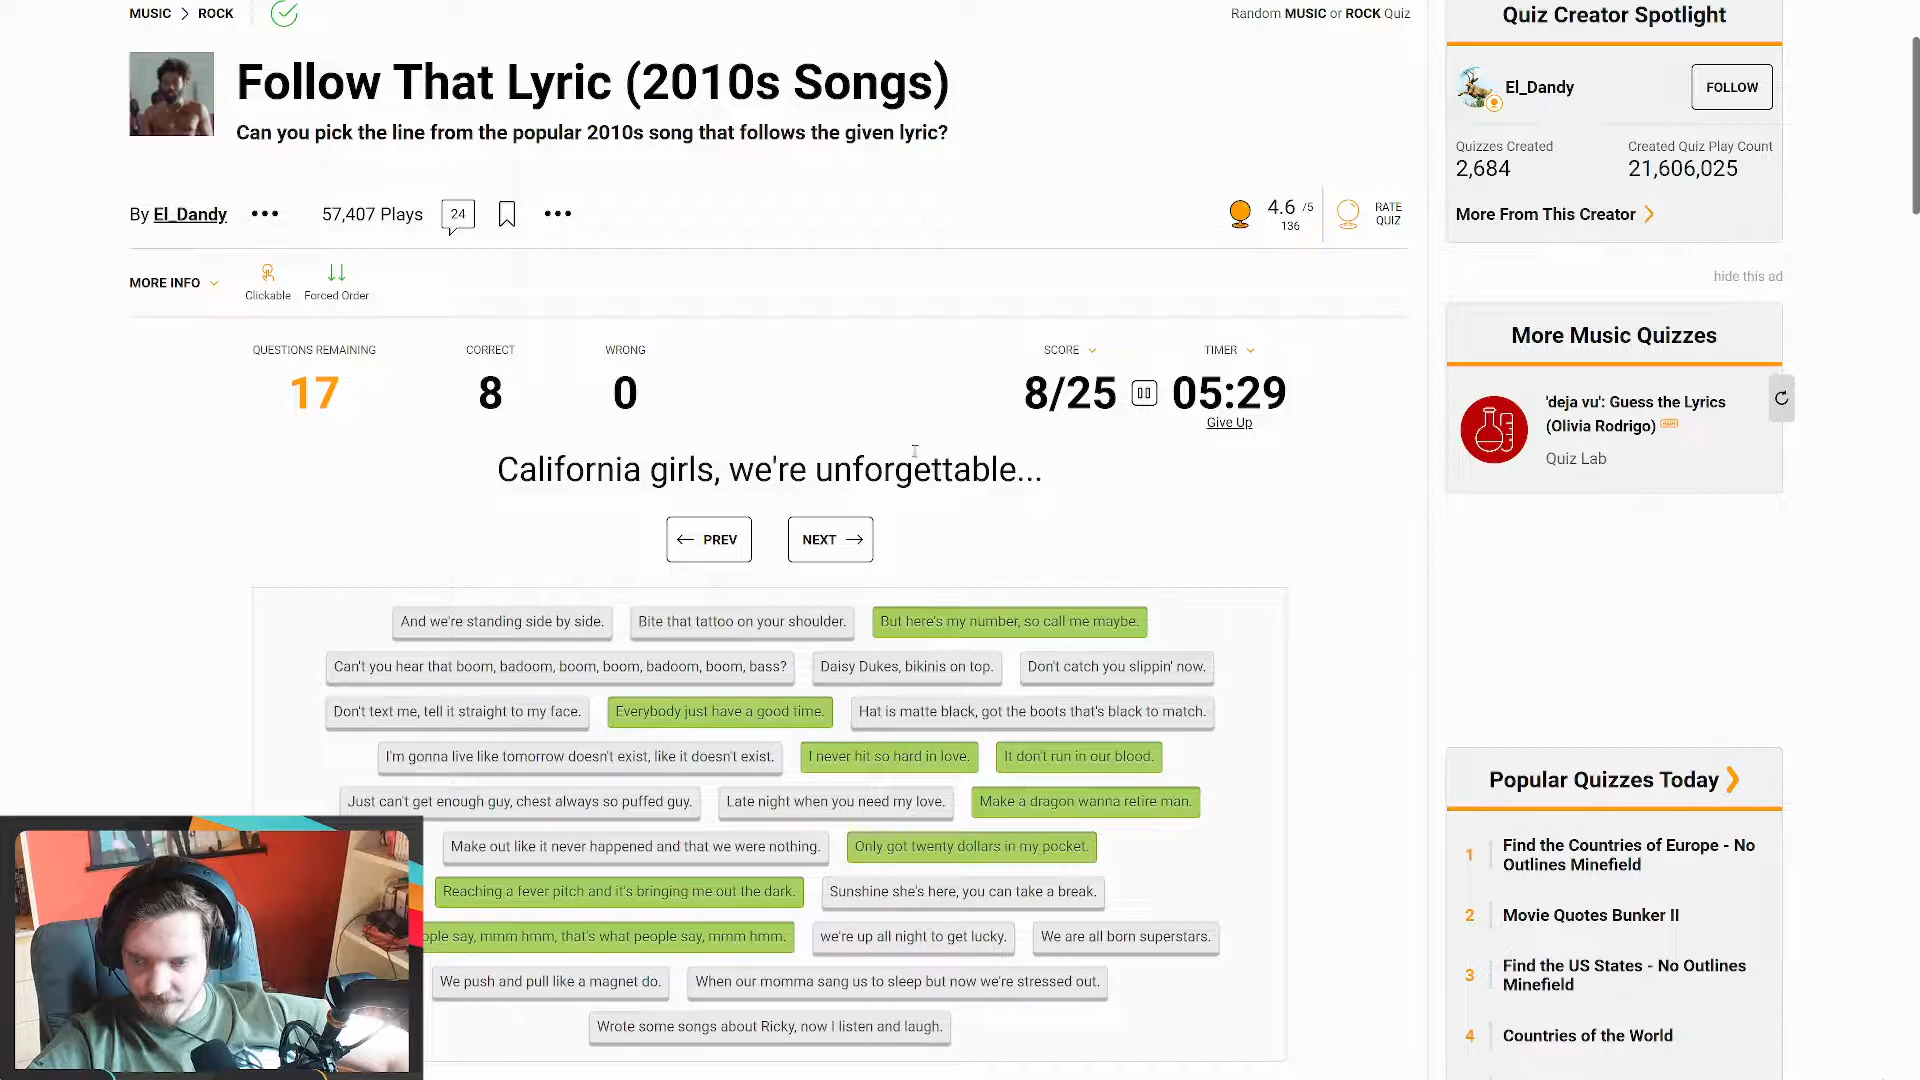 MUSIC > ROCK
Random MUSIC or ROCK Quiz
Follow That Lyric (2010s Songs)
Can you pick the line from the popular 2010s song that follows the given lyric?
By El_Dandy ••• 57,407 Plays 24 •••
4.6 /5
136
RATE QUIZ
MORE INFO
Clickable
Forced Order
QUESTIONS REMAINING
17
CORRECT
8
WRONG
0
SCORE
8/25
TIMER
05:29
Give Up
California girls, we're unforgettable...
← PREV
NEXT →
And we're standing side by side.
Bite that tattoo on your shoulder.
But here's my number, so call me maybe.
Can't you hear that boom, badoom, boom, boom, badoom, boom, bass?
Daisy Dukes, bikinis on top.
Don't catch you slippin' now.
Don't text me, tell it straight to my face.
Everybody just have a good time.
Hat is matte black, got the boots that's black to match.
I'm gonna live like tomorrow doesn't exist, like it doesn't exist.
I never hit so hard in love.
It don't run in our blood.
Just can't get enough guy, chest always so puffed guy.
Late night when you need my love.
Make a dragon wanna retire man.
Make out like it never happened and that we were nothing.
Only got twenty dollars in my pocket.
Reaching a fever pitch and it's bringing me out the dark.
Sunshine she's here, you can take a break.
say, mmm hmm, that's what people say, mmm hmm.
we're up all night to get lucky.
We are all born superstars.
We push and pull like a magnet do.
When our momma sang us to sleep but now we're stressed out.
Wrote some songs about Ricky, now I listen and laugh.
Quiz Creator Spotlight
El_Dandy
FOLLOW
Quizzes Created
2,684
Created Quiz Play Count
21,606,025
More From This Creator >
hide this ad
More Music Quizzes
'deja vu': Guess the Lyrics
(Olivia Rodrigo)
Quiz Lab
Popular Quizzes Today
1 Find the Countries of Europe - No
Outlines Minefield
2 Movie Quotes Bunker II
3 Find the US States - No Outlines
Minefield
4 Countries of the World